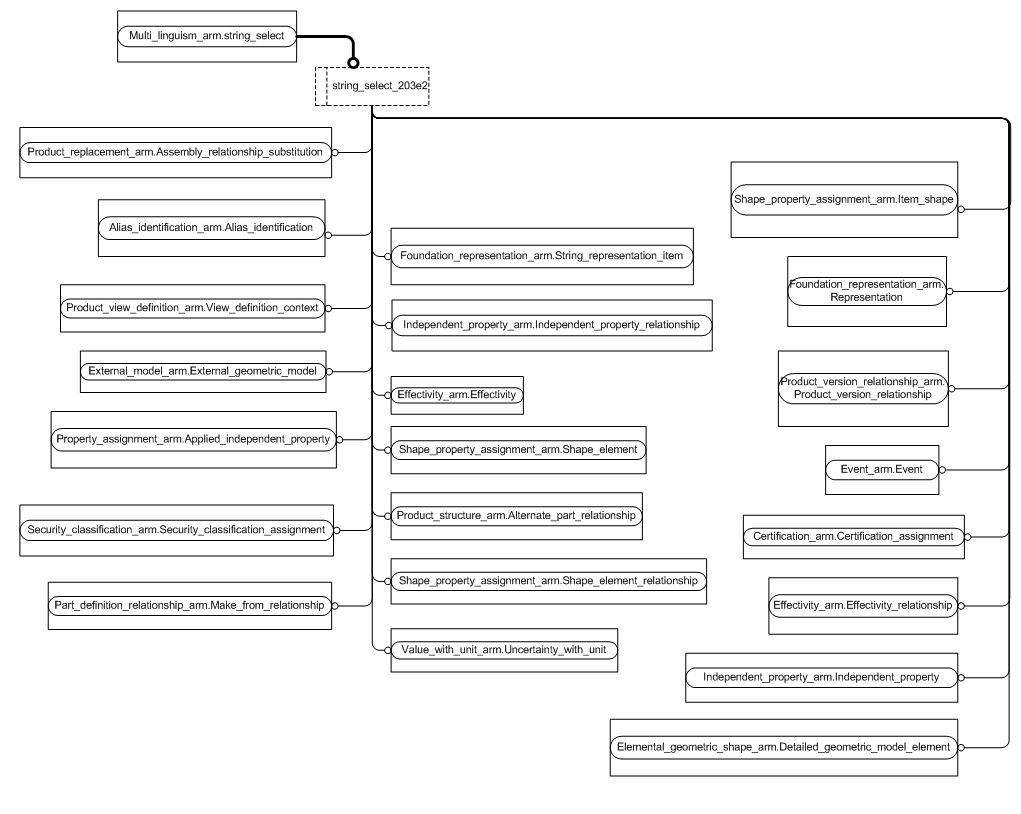 Multi_linguism_arm.string_select
string_select_203e2
Product_replacement_arm.Assembly_relationship_substitution
Alias_identification_arm.Alias_identification
Product_view_definition_arm.View_definition_context
External_model_arm.External_geometric_model
Property_assignment_arm.Applied_independent_property
Security_classification_arm.Security_classification_assignment
Part_definition_relationship_arm.Make_from_relationship
Foundation_representation_arm.String_representation_item
Independent_property_arm.Independent_property_relationship
Effectivity_arm.Effectivity
Shape_property_assignment_arm.Shape_element
Product_structure_arm.Alternate_part_relationship
Shape_property_assignment_arm.Shape_element_relationship
Value_with_unit_arm.Uncertainty_with_unit
Shape_property_assignment_arm.Item_shape
Foundation_representation_arm.
Representation
Product_version_relationship_arm.
Product_version_relationship
Event_arm.Event
Certification_arm.Certification_assignment
Effectivity_arm.Effectivity_relationship
Independent_property_arm.Independent_property
Elemental_geometric_shape_arm.Detailed_geometric_model_element